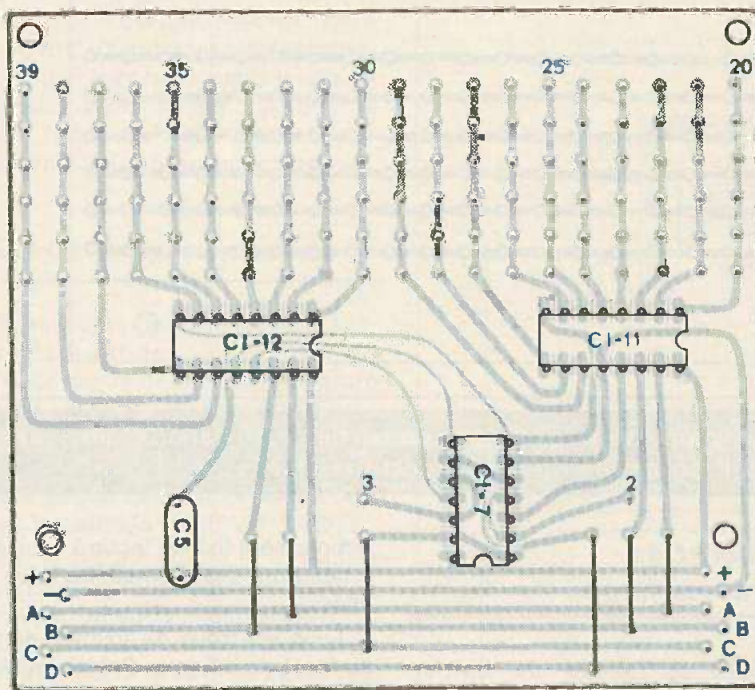 39 35 30 25 20
CI-12 CI-11
CI-7
3 2
C5
+ +
− −
A A
B B
C C
D D